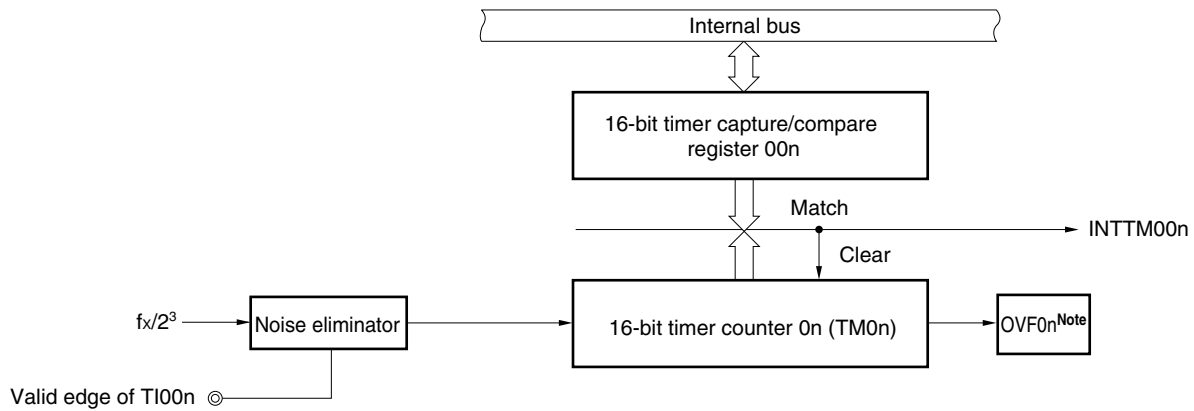 Internal bus
16-bit timer capture/compare
register 00n
Match
INTTM00n
Clear
fx/2³
Noise eliminator
16-bit timer counter 0n (TM0n)
OVF0nNote
Valid edge of TI00n